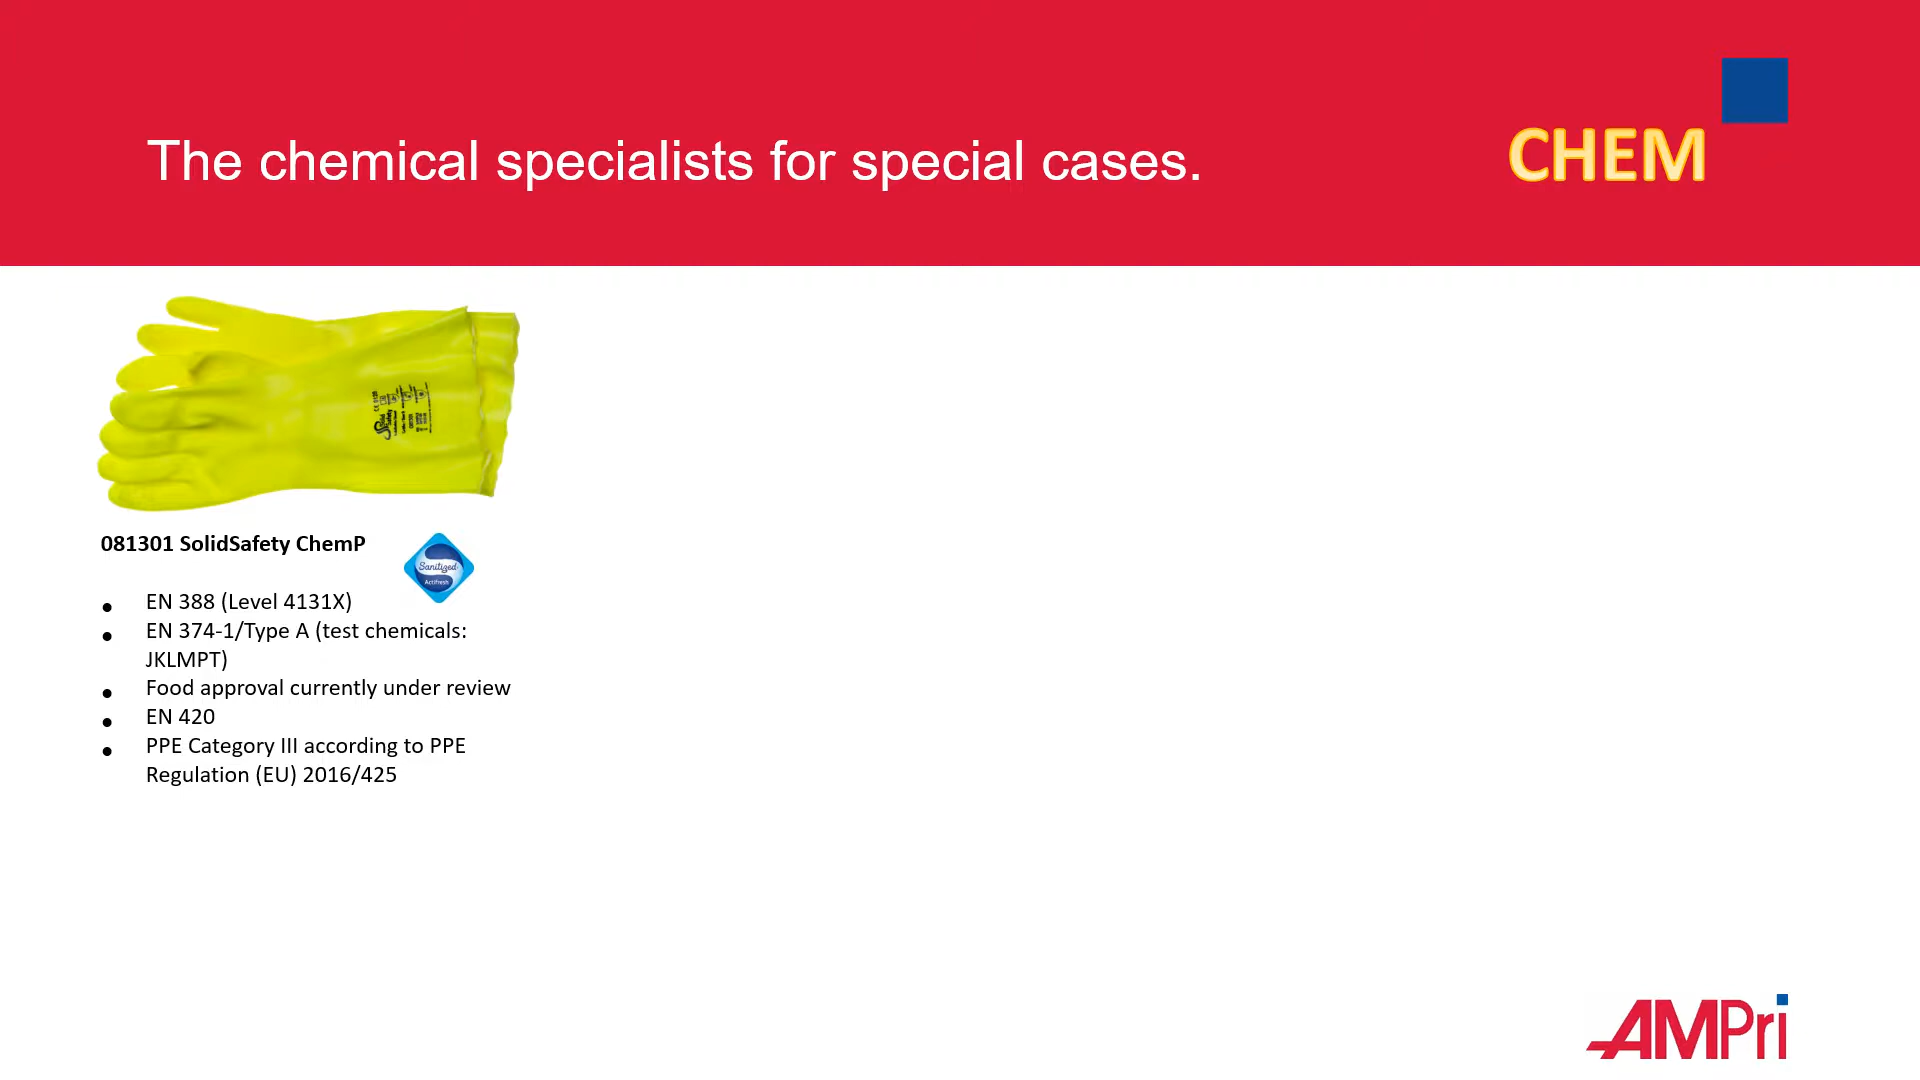 The chemical specialists for special cases.
CHEM
Solid
Safety
081301 SolidSafety ChemP
Sanitized
Actifresh
• EN 388 (Level 4131X)
• EN 374-1/Type A (test chemicals:
JKLMPT)
• Food approval currently under review
• EN 420
• PPE Category III according to PPE
Regulation (EU) 2016/425
AMPri